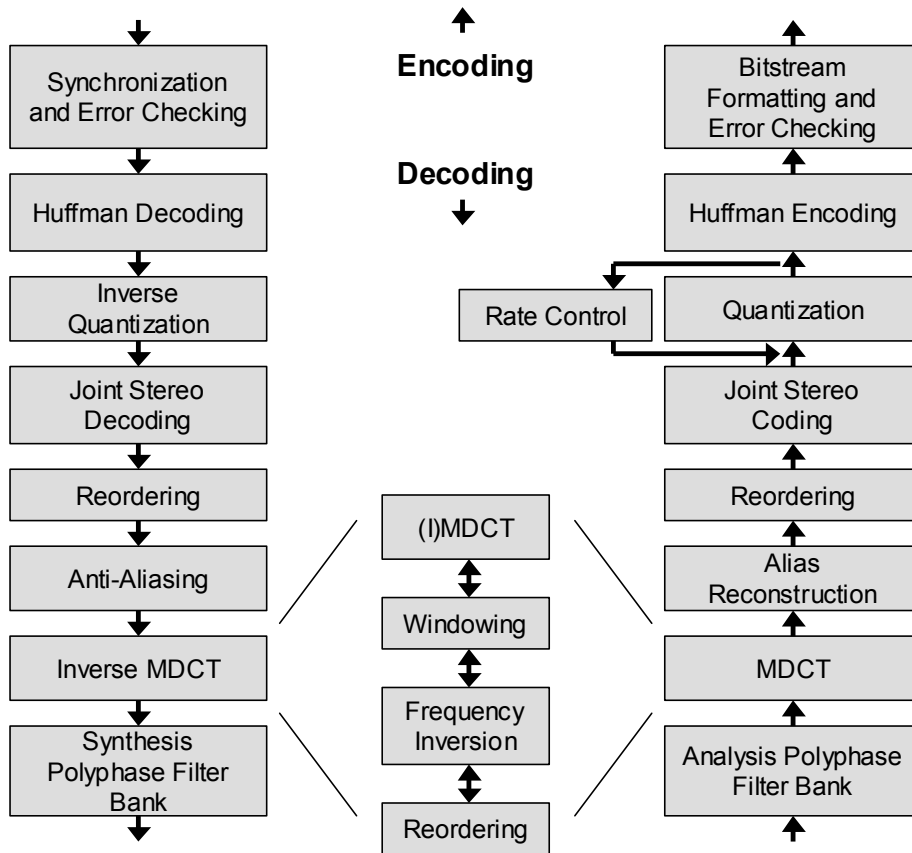 Synchronization
and Error Checking
Huffman Decoding
Inverse
Quantization
Joint Stereo
Decoding
Reordering
Anti-Aliasing
Inverse MDCT
Synthesis
Polyphase Filter
Bank
Encoding
Decoding
Rate Control
(I)MDCT
Windowing
Frequency
Inversion
Reordering
Bitstream
Formatting and
Error Checking
Huffman Encoding
Quantization
Joint Stereo
Coding
Reordering
Alias
Reconstruction
MDCT
Analysis Polyphase
Filter Bank